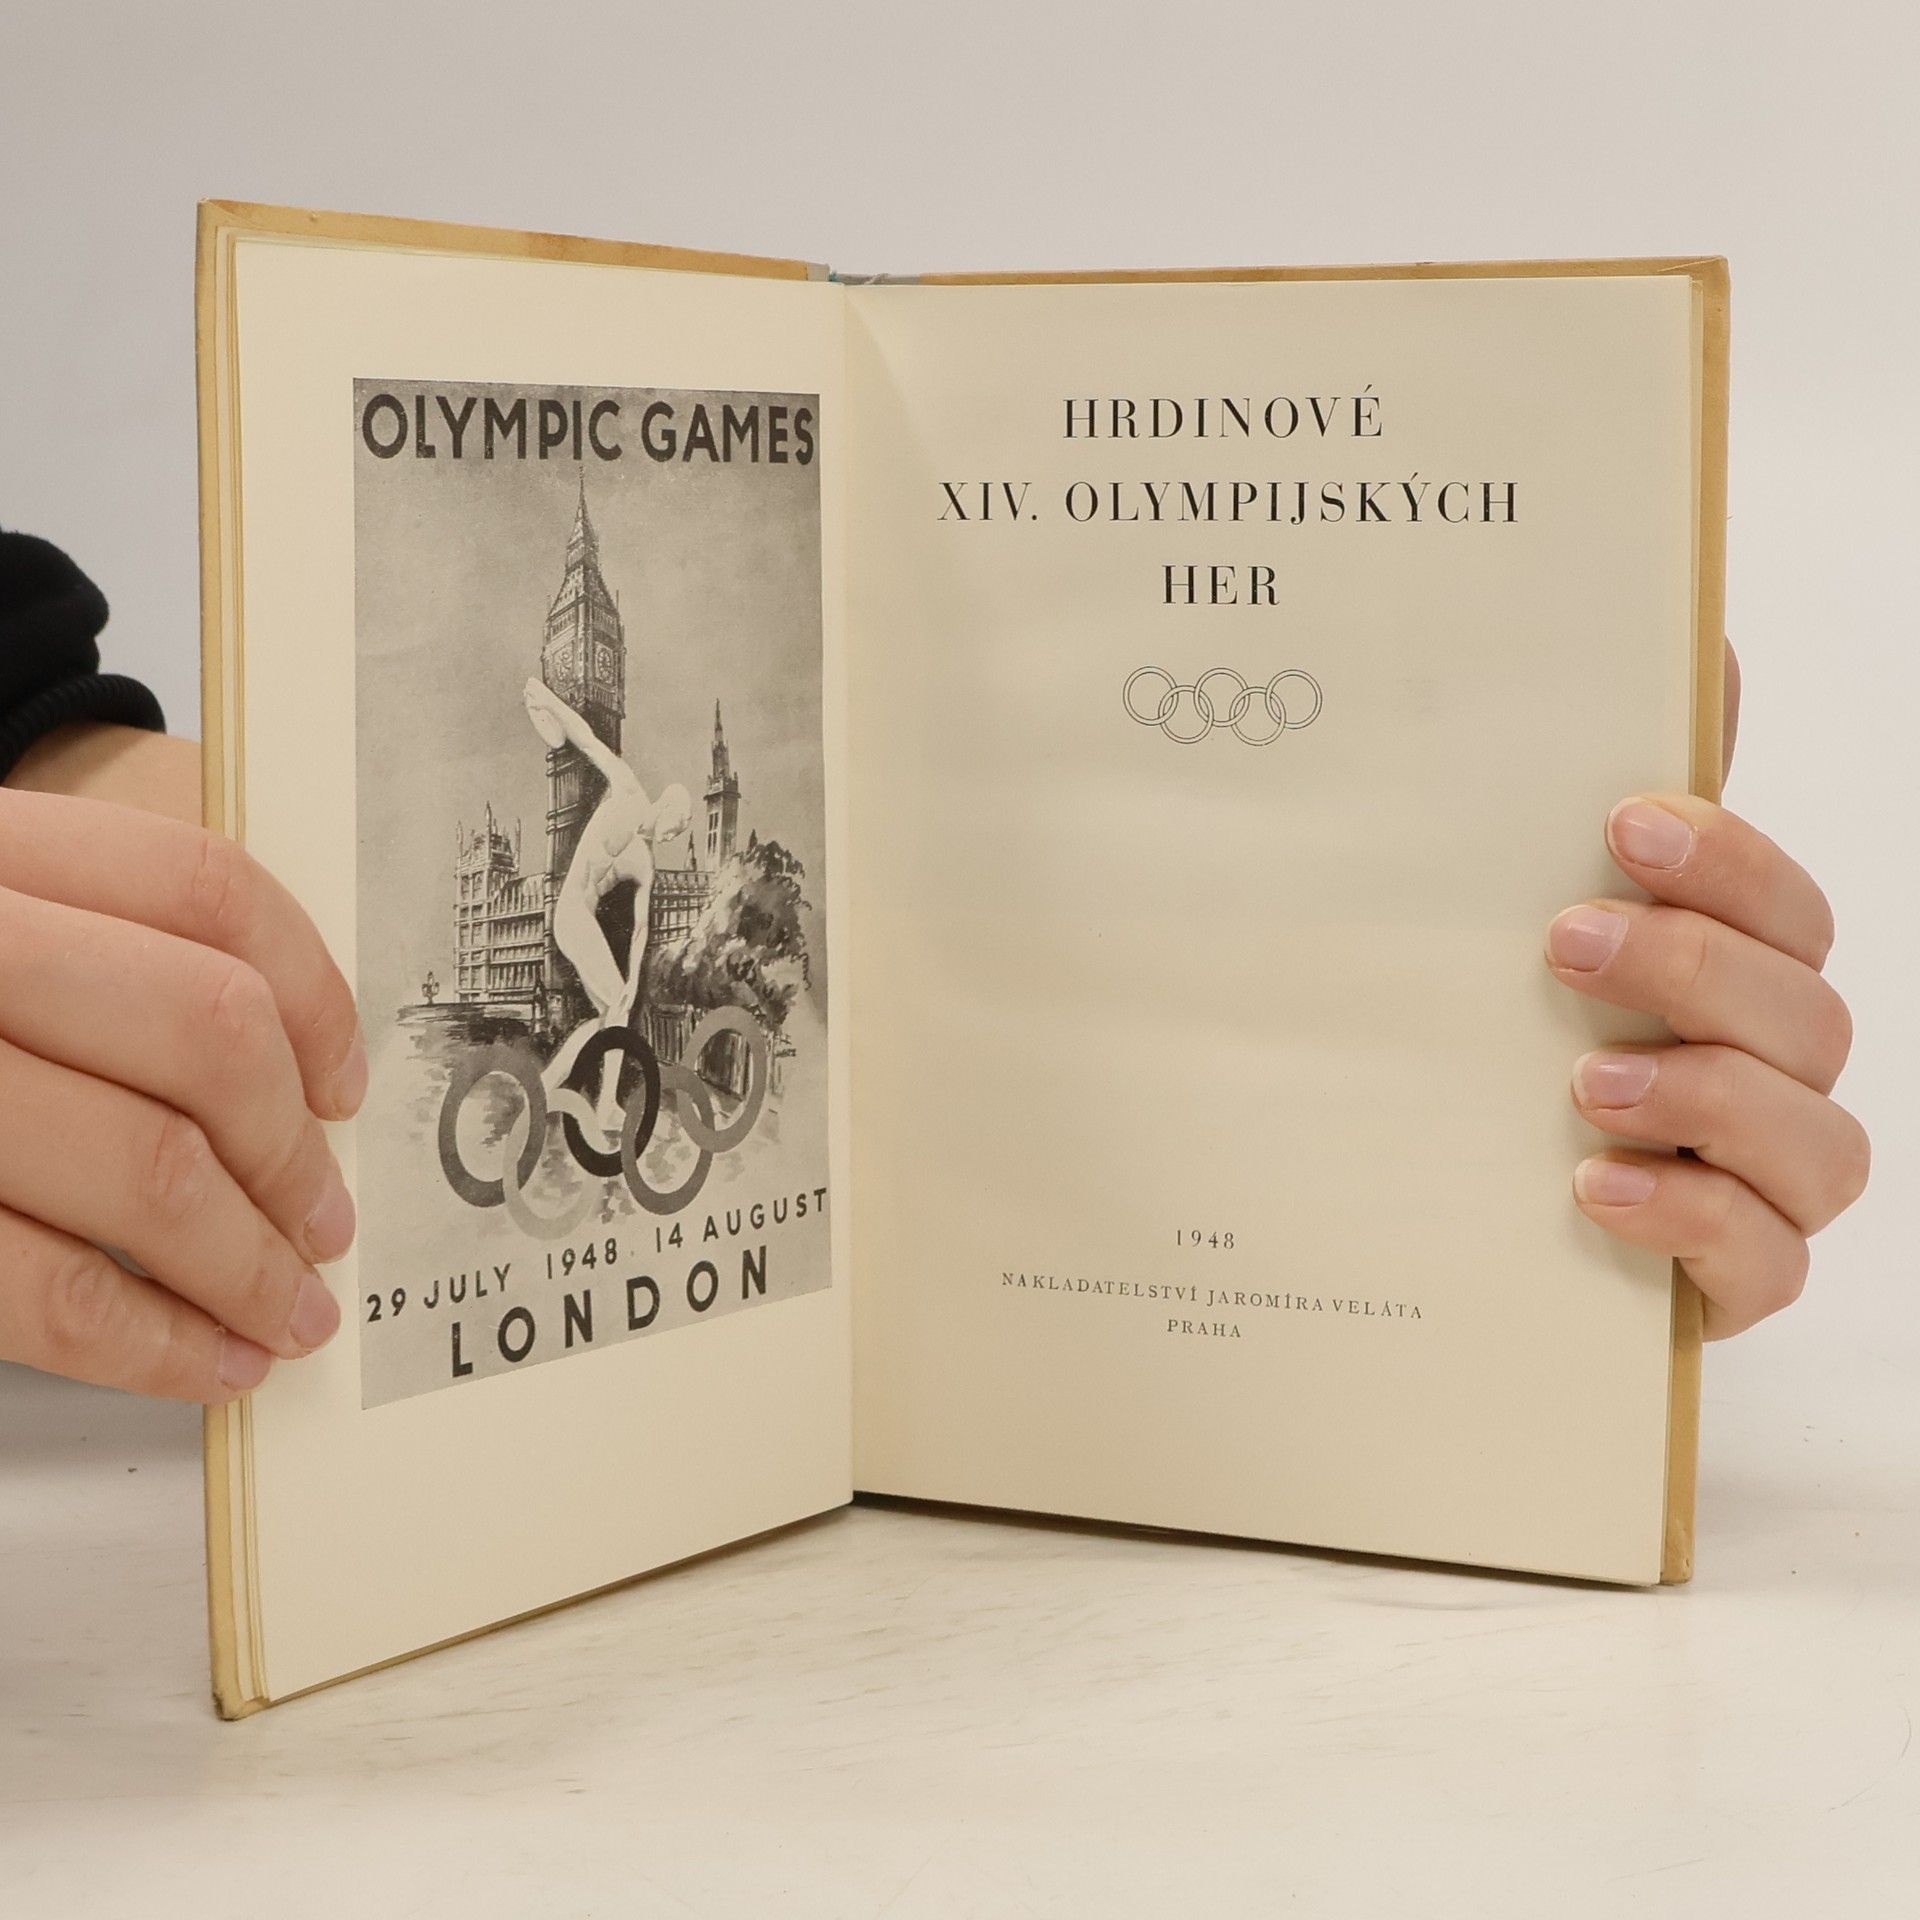 OLYMPIC GAMES
29 JULY 1948. 14 AUGUST
LONDON
HRDINOVÉ
XIV. OLYMPIJSKÝCH
HER
1948
NAKLADATELSTVÍ JAROMÍRA VELÁTA
PRAHA